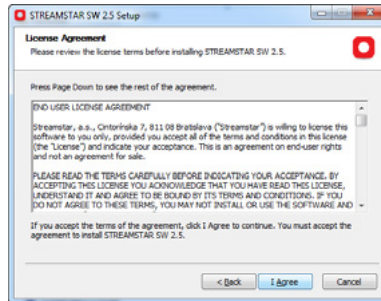 STREAMSTAR SW 2.5 Setup
License Agreement
Please review the license terms before installing STREAMSTAR SW 2.5.
Press Page Down to see the rest of the agreement.
END USER LICENSE AGREEMENT
Streamstar, a.s., Cintorínska 7, 811 08 Bratislava ("Streamstar") is willing to license this
software to you only, provided you accept all of the terms and conditions in this license
(the "License") and indicate your acceptance. This is an agreement on end-user rights
and not an agreement for sale.
PLEASE READ THE TERMS CAREFULLY BEFORE INDICATING YOUR ACCEPTANCE. BY
ACCEPTING THIS LICENSE YOU ACKNOWLEDGE THAT YOU HAVE READ THIS LICENSE,
UNDERSTAND IT AND AGREE TO BE BOUND BY ITS TERMS AND CONDITIONS. IF YOU
DO NOT AGREE TO THESE TERMS, YOU MAY NOT INSTALL OR USE THE SOFTWARE AND
If you accept the terms of the agreement, click I Agree to continue. You must accept the
agreement to install STREAMSTAR SW 2.5.
< Back
I Agree
Cancel